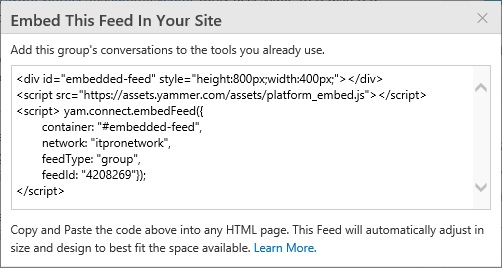 Embed This Feed In Your Site
Add this group's conversations to the tools you already use.
<div id="embedded-feed" style="height:800px;width:400px;"></div>
<script src="https://assets.yammer.com/assets/platform_embed.js"></script>
<script> yam.connect.embedFeed({
container: "#embedded-feed",
network: "itpronetwork",
feedType: "group",
feedId: "4208269"});
</script>
Copy and Paste the code above into any HTML page. This Feed will automatically adjust in
size and design to best fit the space available. Learn More.